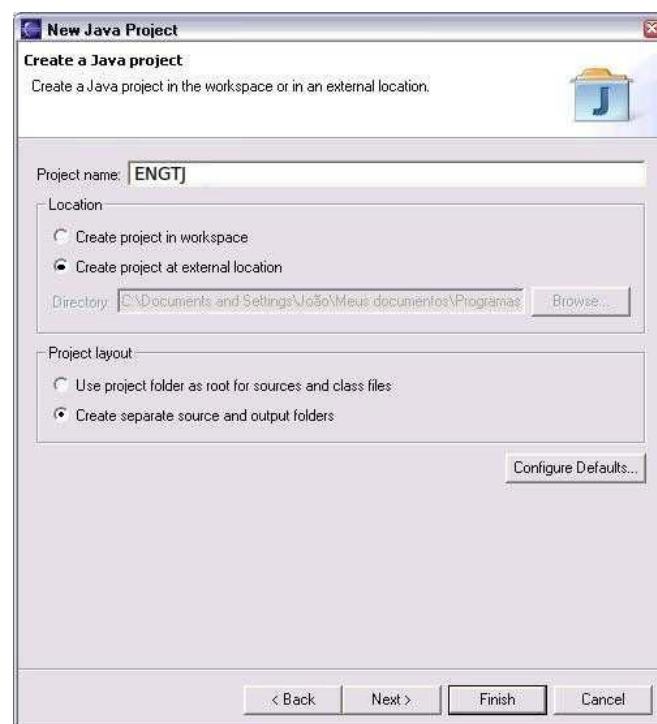 New Java Project
Create a Java project
Create a Java project in the workspace or in an external location.
Project name: ENGTJ
Location
Create project in workspace
Create project at external location
Directory: C:\Documents and Settings\João\Meus documentos\Programas
Browse...
Project layout
Use project folder as root for sources and class files
Create separate source and output folders
Configure Defaults...
< Back
Next >
Finish
Cancel